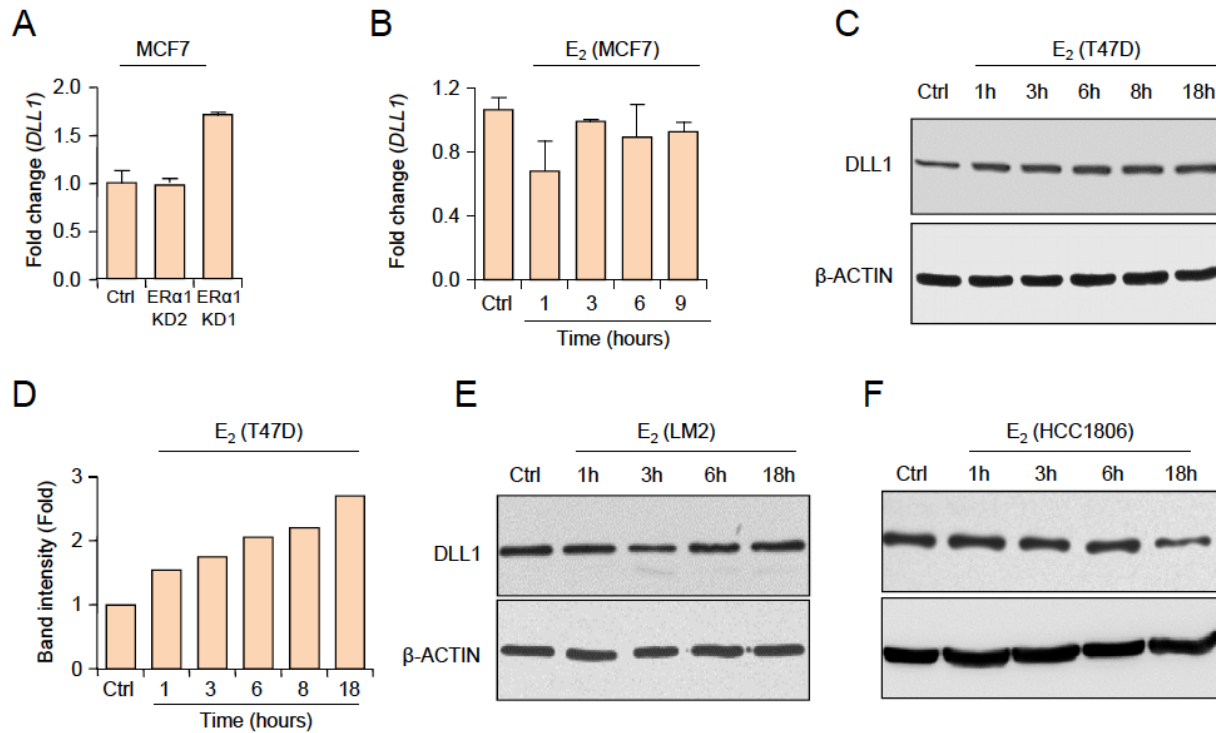 A
MCF7
Fold change (DLL1)
2.0
1.5
1.0
0.5
0.0
Ctrl
ERα1
KD2
ERα1
KD1
B
E2 (MCF7)
Fold change (DLL1)
1.2
0.8
0.4
0.0
Ctrl 1 3 6 9
Time (hours)
C
E2 (T47D)
Ctrl 1h 3h 6h 8h 18h
DLL1
β-ACTIN
D
E2 (T47D)
Band intensity (Fold)
3
2
1
0
Ctrl 1 3 6 8 18
Time (hours)
E
E2 (LM2)
Ctrl 1h 3h 6h 18h
DLL1
β-ACTIN
F
E2 (HCC1806)
Ctrl 1h 3h 6h 18h